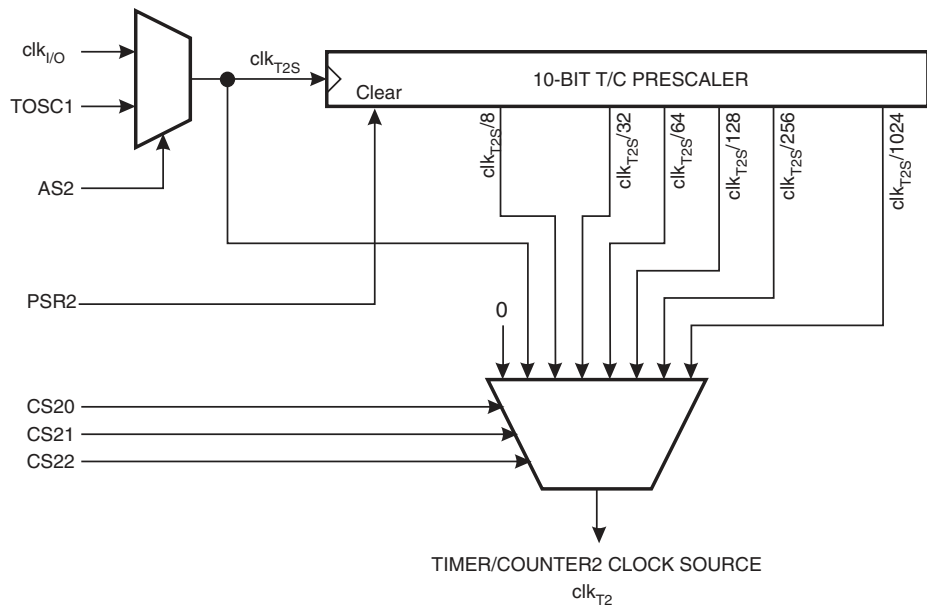 clkI/O
TOSC1
AS2
PSR2
CS20
CS21
CS22
clkT2S
10-BIT T/C PRESCALER
Clear
clkT2S/8
clkT2S/32
clkT2S/64
clkT2S/128
clkT2S/256
clkT2S/1024
0
TIMER/COUNTER2 CLOCK SOURCE
clkT2